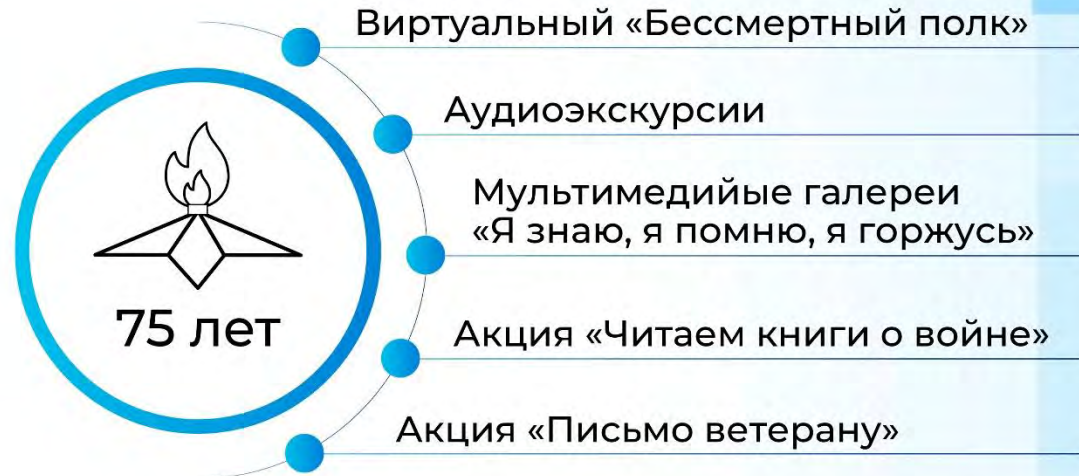 Виртуальный «Бессмертный полк»
Аудиоэкскурсии
Мультимедийые галереи
«Я знаю, я помню, я горжусь»
75 лет
Акция «Читаем книги о войне»
Акция «Письмо ветерану»